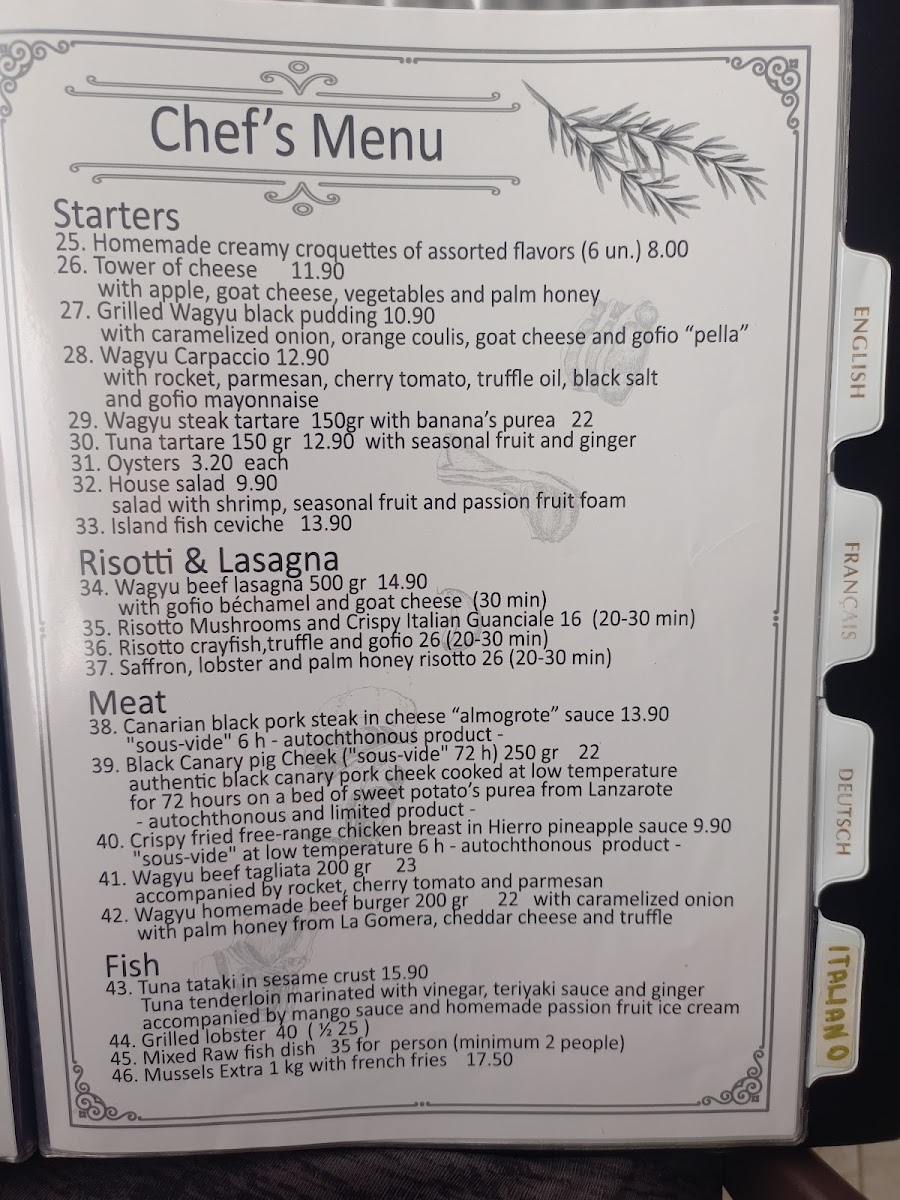 Chef's Menu
Starters
25. Homemade creamy croquettes of assorted flavors (6 un.) 8.00
26. Tower of cheese 11.90
with apple, goat cheese, vegetables and palm honey
27. Grilled Wagyu black pudding 10.90
with caramelized onion, orange coulis, goat cheese and gofio "pella"
28. Wagyu Carpaccio 12.90
with rocket, parmesan, cherry tomato, truffle oil, black salt
and gofio mayonnaise
29. Wagyu steak tartare 150gr with banana's purea 22
30. Tuna tartare 150 gr 12.90 with seasonal fruit and ginger
31. Oysters 3.20 each
32. House salad 9.90
salad with shrimp, seasonal fruit and passion fruit foam
33. Island fish ceviche 13.90
Risotti & Lasagna
34. Wagyu beef lasagna 500 gr 14.90
with gofio béchamel and goat cheese (30 min)
35. Risotto Mushrooms and Crispy Italian Guanciale 16 (20-30 min)
36. Risotto crayfish,truffle and gofio 26 (20-30 min)
37. Saffron, lobster and palm honey risotto 26 (20-30 min)
Meat
38. Canarian black pork steak in cheese "almogrote" sauce 13.90
"sous-vide" 6 h - autochthonous product -
39. Black Canary pig Cheek ("sous-vide" 72 h) 250 gr 22
authentic black canary pork cheek cooked at low temperature
for 72 hours on a bed of sweet potato's purea from Lanzarote
- autochthonous and limited product -
40. Crispy fried free-range chicken breast in Hierro pineapple sauce 9.90
"sous-vide" at low temperature 6 h - autochthonous product -
41. Wagyu beef tagliata 200 gr 23
accompanied by rocket, cherry tomato and parmesan
42. Wagyu homemade beef burger 200 gr 22 with caramelized onion
with palm honey from La Gomera, cheddar cheese and truffle
Fish
43. Tuna tataki in sesame crust 15.90
Tuna tenderloin marinated with vinegar, teriyaki sauce and ginger
accompanied by mango sauce and homemade passion fruit ice cream
44. Grilled lobster 40 ( ½ 25 )
45. Mixed Raw fish dish 35 for person (minimum 2 people)
46. Mussels Extra 1 kg with french fries 17.50
ENGLISH
FRANÇAIS
DEUTSCH
ITALIANO